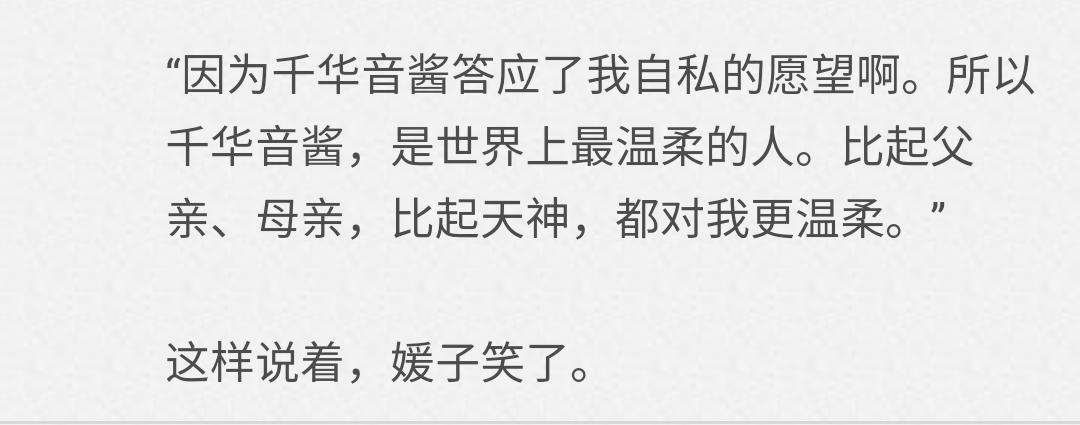 “因为千华音酱答应了我自私的愿望啊。所以
千华音酱，是世界上最温柔的人。比起父
亲、母亲，比起天神，都对我更温柔。”
这样说着，媛子笑了。